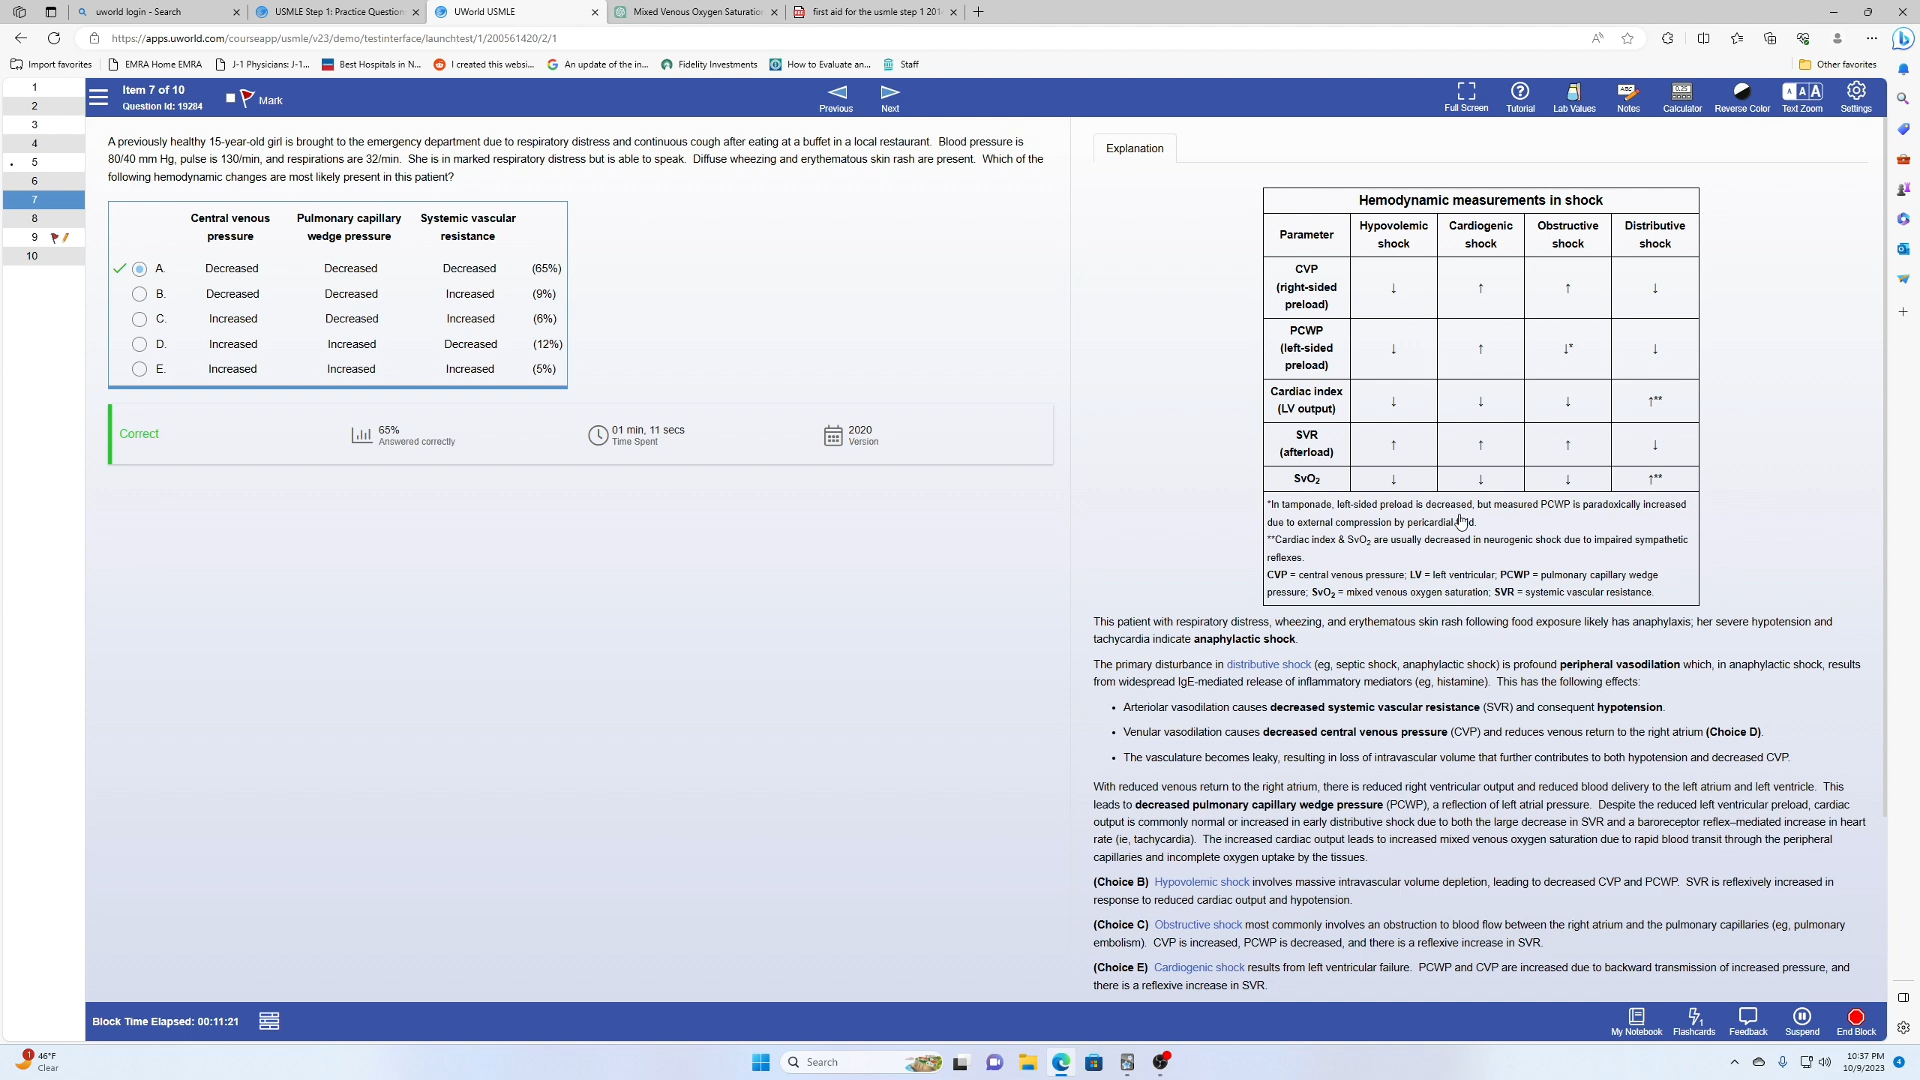 uworld login - Search
USMLE Step 1: Practice Question
UWorld USMLE
Mixed Venous Oxygen Saturatio
first aid for the usmle step 1 201
https://apps.uworld.com/courseapp/usmle/v23/demo/testinterface/launchtest/1/200561420/2/1
Import favorites
EMRA Home EMRA
J-1 Physicians: J-1...
Best Hospitals in N...
I created this websi...
An update of the in...
Fidelity Investments
How to Evaluate an...
Staff
Other favorites
1
2
3
4
5
6
7
8
9
10
Item 7 of 10
Question Id: 19284
Mark
Previous
Next
Full Screen
Tutorial
Lab Values
Notes
Calculator
Reverse Color
Text Zoom
Settings
A previously healthy 15-year-old girl is brought to the emergency department due to respiratory distress and continuous cough after eating at a buffet in a local restaurant. Blood pressure is
80/40 mm Hg, pulse is 130/min, and respirations are 32/min. She is in marked respiratory distress but is able to speak. Diffuse wheezing and erythematous skin rash are present. Which of the
following hemodynamic changes are most likely present in this patient?
Central venous pressure Pulmonary capillary wedge pressure Systemic vascular resistance
A. Decreased Decreased Decreased (65%)
B. Decreased Decreased Increased (9%)
C. Increased Decreased Increased (6%)
D. Increased Increased Decreased (12%)
E. Increased Increased Increased (5%)
Correct
65%
Answered correctly
01 min, 11 secs
Time Spent
2020
Version
Explanation
Hemodynamic measurements in shock
Parameter Hypovolemic shock Cardiogenic shock Obstructive shock Distributive shock
CVP (right-sided preload) ↓ ↑ ↑ ↓
PCWP (left-sided preload) ↓ ↑ ↓* ↓
Cardiac index (LV output) ↓ ↓ ↓ ↑**
SVR (afterload) ↑ ↑ ↑ ↓
SvO₂ ↓ ↓ ↓ ↑**
*In tamponade, left-sided preload is decreased, but measured PCWP is paradoxically increased
due to external compression by pericardial
**Cardiac index & SvO₂ are usually decreased in neurogenic shock due to impaired sympathetic
reflexes.
CVP = central venous pressure; LV = left ventricular; PCWP = pulmonary capillary wedge
pressure; SvO₂ = mixed venous oxygen saturation; SVR = systemic vascular resistance.
This patient with respiratory distress, wheezing, and erythematous skin rash following food exposure likely has anaphylaxis; her severe hypotension and
tachycardia indicate anaphylactic shock.
The primary disturbance in distributive shock (eg, septic shock, anaphylactic shock) is profound peripheral vasodilation which, in anaphylactic shock, results
from widespread IgE-mediated release of inflammatory mediators (eg, histamine). This has the following effects:
• Arteriolar vasodilation causes decreased systemic vascular resistance (SVR) and consequent hypotension.
• Venular vasodilation causes decreased central venous pressure (CVP) and reduces venous return to the right atrium (Choice D).
• The vasculature becomes leaky, resulting in loss of intravascular volume that further contributes to both hypotension and decreased CVP.
With reduced venous return to the right atrium, there is reduced right ventricular output and reduced blood delivery to the left atrium and left ventricle. This
leads to decreased pulmonary capillary wedge pressure (PCWP), a reflection of left atrial pressure. Despite the reduced left ventricular preload, cardiac
output is commonly normal or increased in early distributive shock due to both the large decrease in SVR and a baroreceptor reflex–mediated increase in heart
rate (ie, tachycardia). The increased cardiac output leads to increased mixed venous oxygen saturation due to rapid blood transit through the peripheral
capillaries and incomplete oxygen uptake by the tissues.
(Choice B) Hypovolemic shock involves massive intravascular volume depletion, leading to decreased CVP and PCWP. SVR is reflexively increased in
response to reduced cardiac output and hypotension.
(Choice C) Obstructive shock most commonly involves an obstruction to blood flow between the right atrium and the pulmonary capillaries (eg, pulmonary
embolism). CVP is increased, PCWP is decreased, and there is a reflexive increase in SVR.
(Choice E) Cardiogenic shock results from left ventricular failure. PCWP and CVP are increased due to backward transmission of increased pressure, and
there is a reflexive increase in SVR.
Block Time Elapsed: 00:11:21
My Notebook
Flashcards
Feedback
Suspend
End Block
1
46°F
Clear
Search
10:37 PM
10/9/2023
4